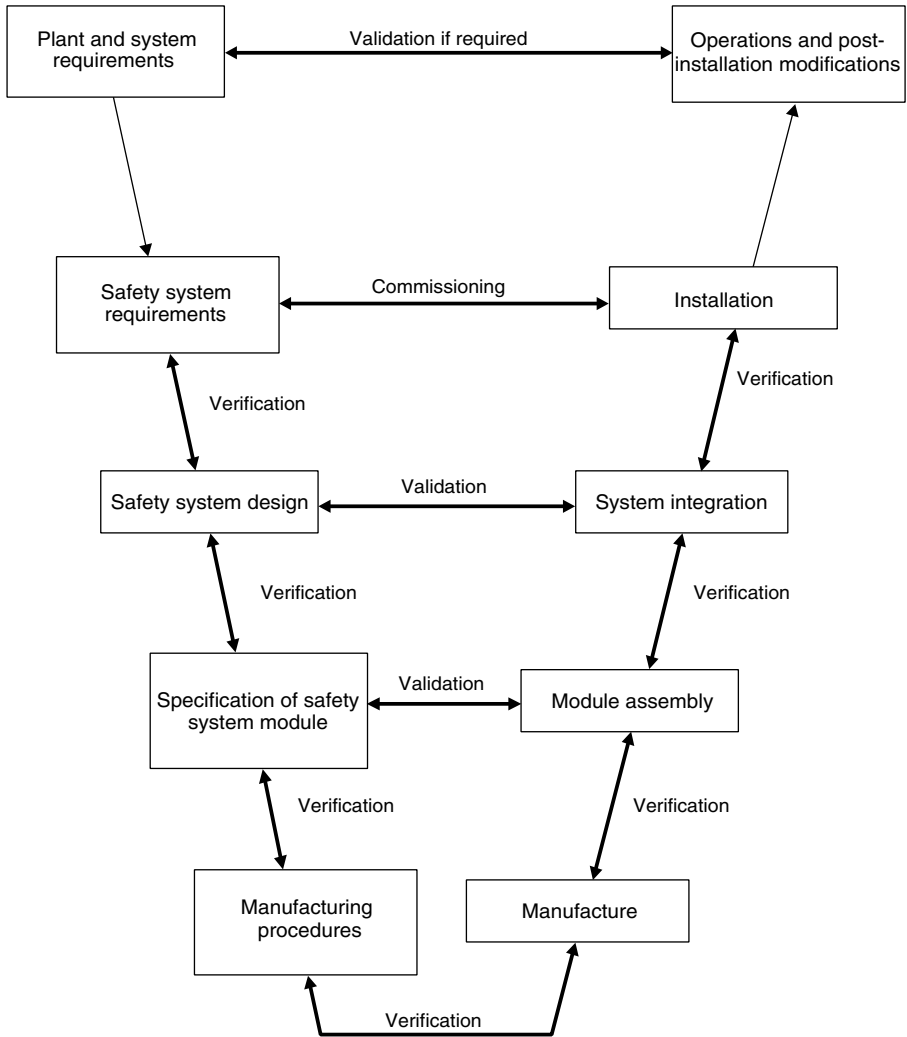 Plant and system
requirements
Validation if required
Operations and post-
installation modifications
Safety system
requirements
Commissioning
Installation
Verification
Verification
Safety system design
Validation
System integration
Verification
Verification
Specification of safety
system module
Validation
Module assembly
Verification
Verification
Manufacturing
procedures
Manufacture
Verification